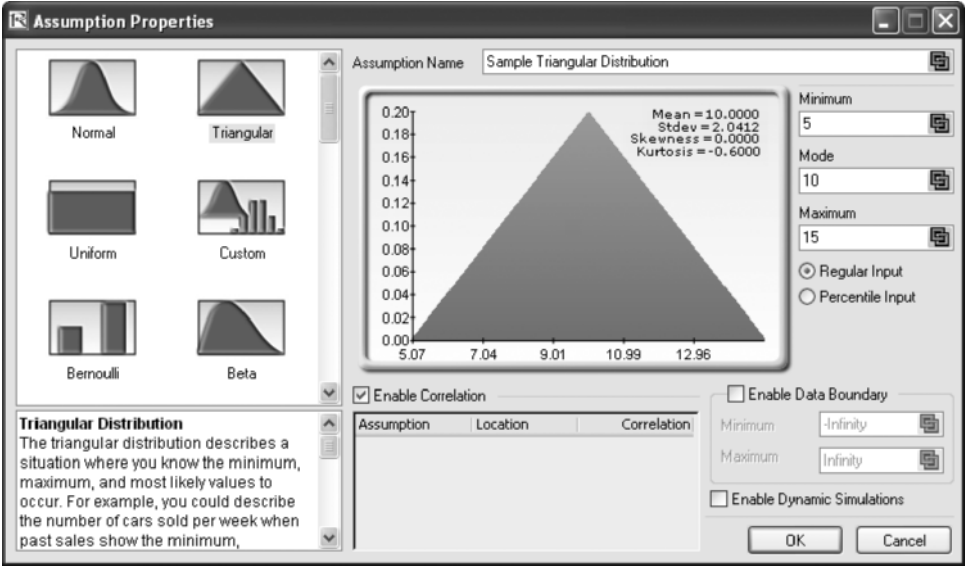 Assumption Properties
Normal
Triangular
Uniform
Custom
Bernoulli
Beta
Triangular Distribution
The triangular distribution describes a
situation where you know the minimum,
maximum, and most likely values to
occur. For example, you could describe
the number of cars sold per week when
past sales show the minimum,
Assumption Name Sample Triangular Distribution
Mean =10.0000
Stdev =2.0412
Skewness =0.0000
Kurtosis =-0.6000
0.20
0.18
0.16
0.14
0.12
0.10
0.08
0.06
0.04
0.02
0.00
5.07 7.04 9.01 10.99 12.96
Minimum
5
Mode
10
Maximum
15
Regular Input
Percentile Input
Enable Correlation
Assumption Location Correlation
Enable Data Boundary
Minimum -Infinity
Maximum Infinity
Enable Dynamic Simulations
OK Cancel